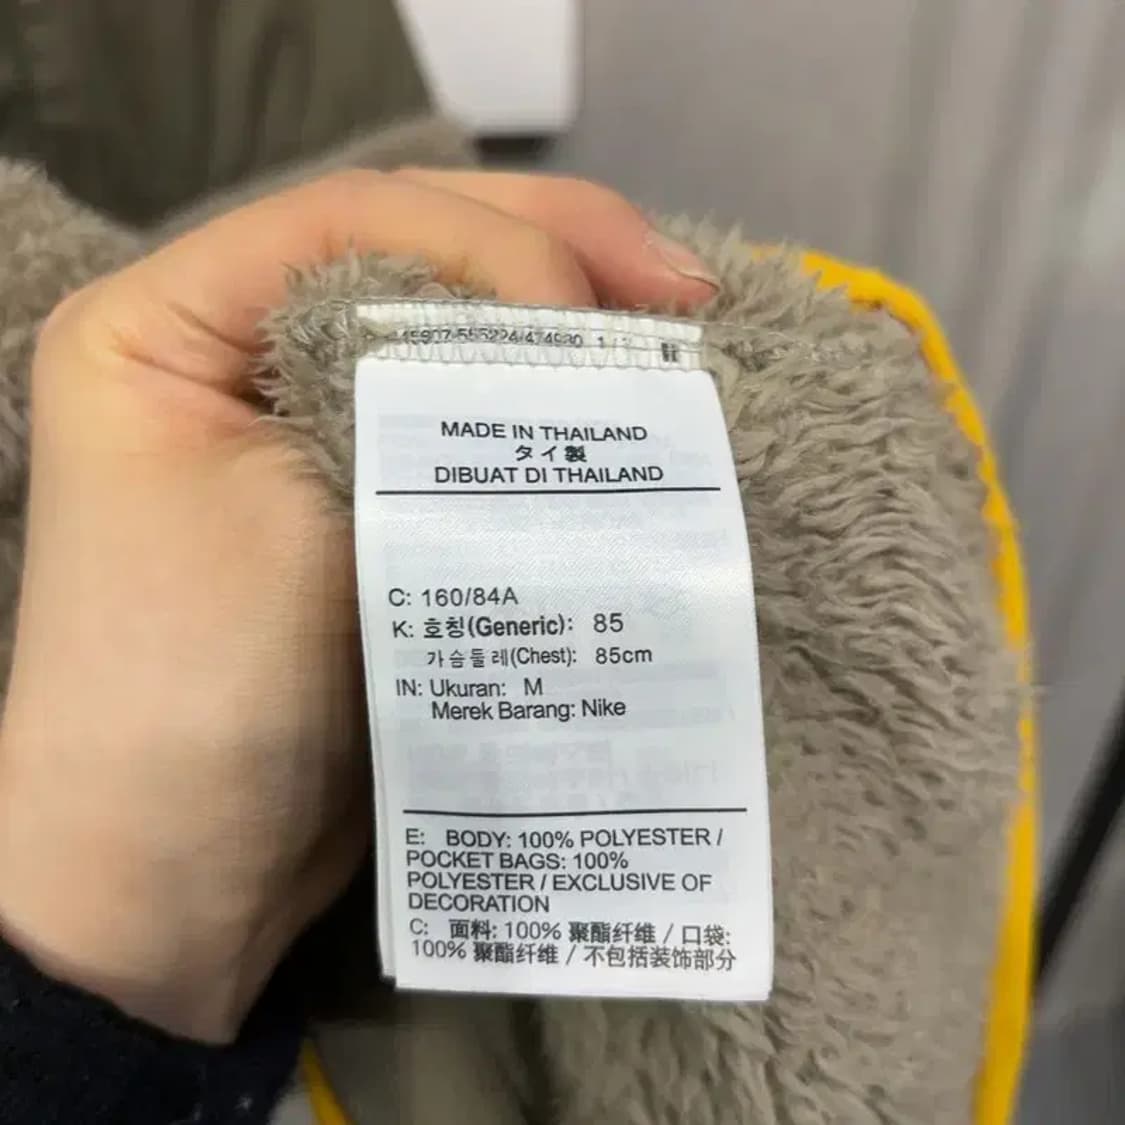 MADE IN THAILAND
タイ製
DIBUAT DI THAILAND
C: 160/84A
K: 호칭(Generic): 85
가슴둘레(Chest): 85cm
IN: Ukuran: M
Merek Barang: Nike
E: BODY: 100% POLYESTER /
POCKET BAGS: 100%
POLYESTER / EXCLUSIVE OF
DECORATION
C: 面料: 100% 聚酯纤维 / 口袋:
100% 聚酯纤维 / 不包括装饰部分